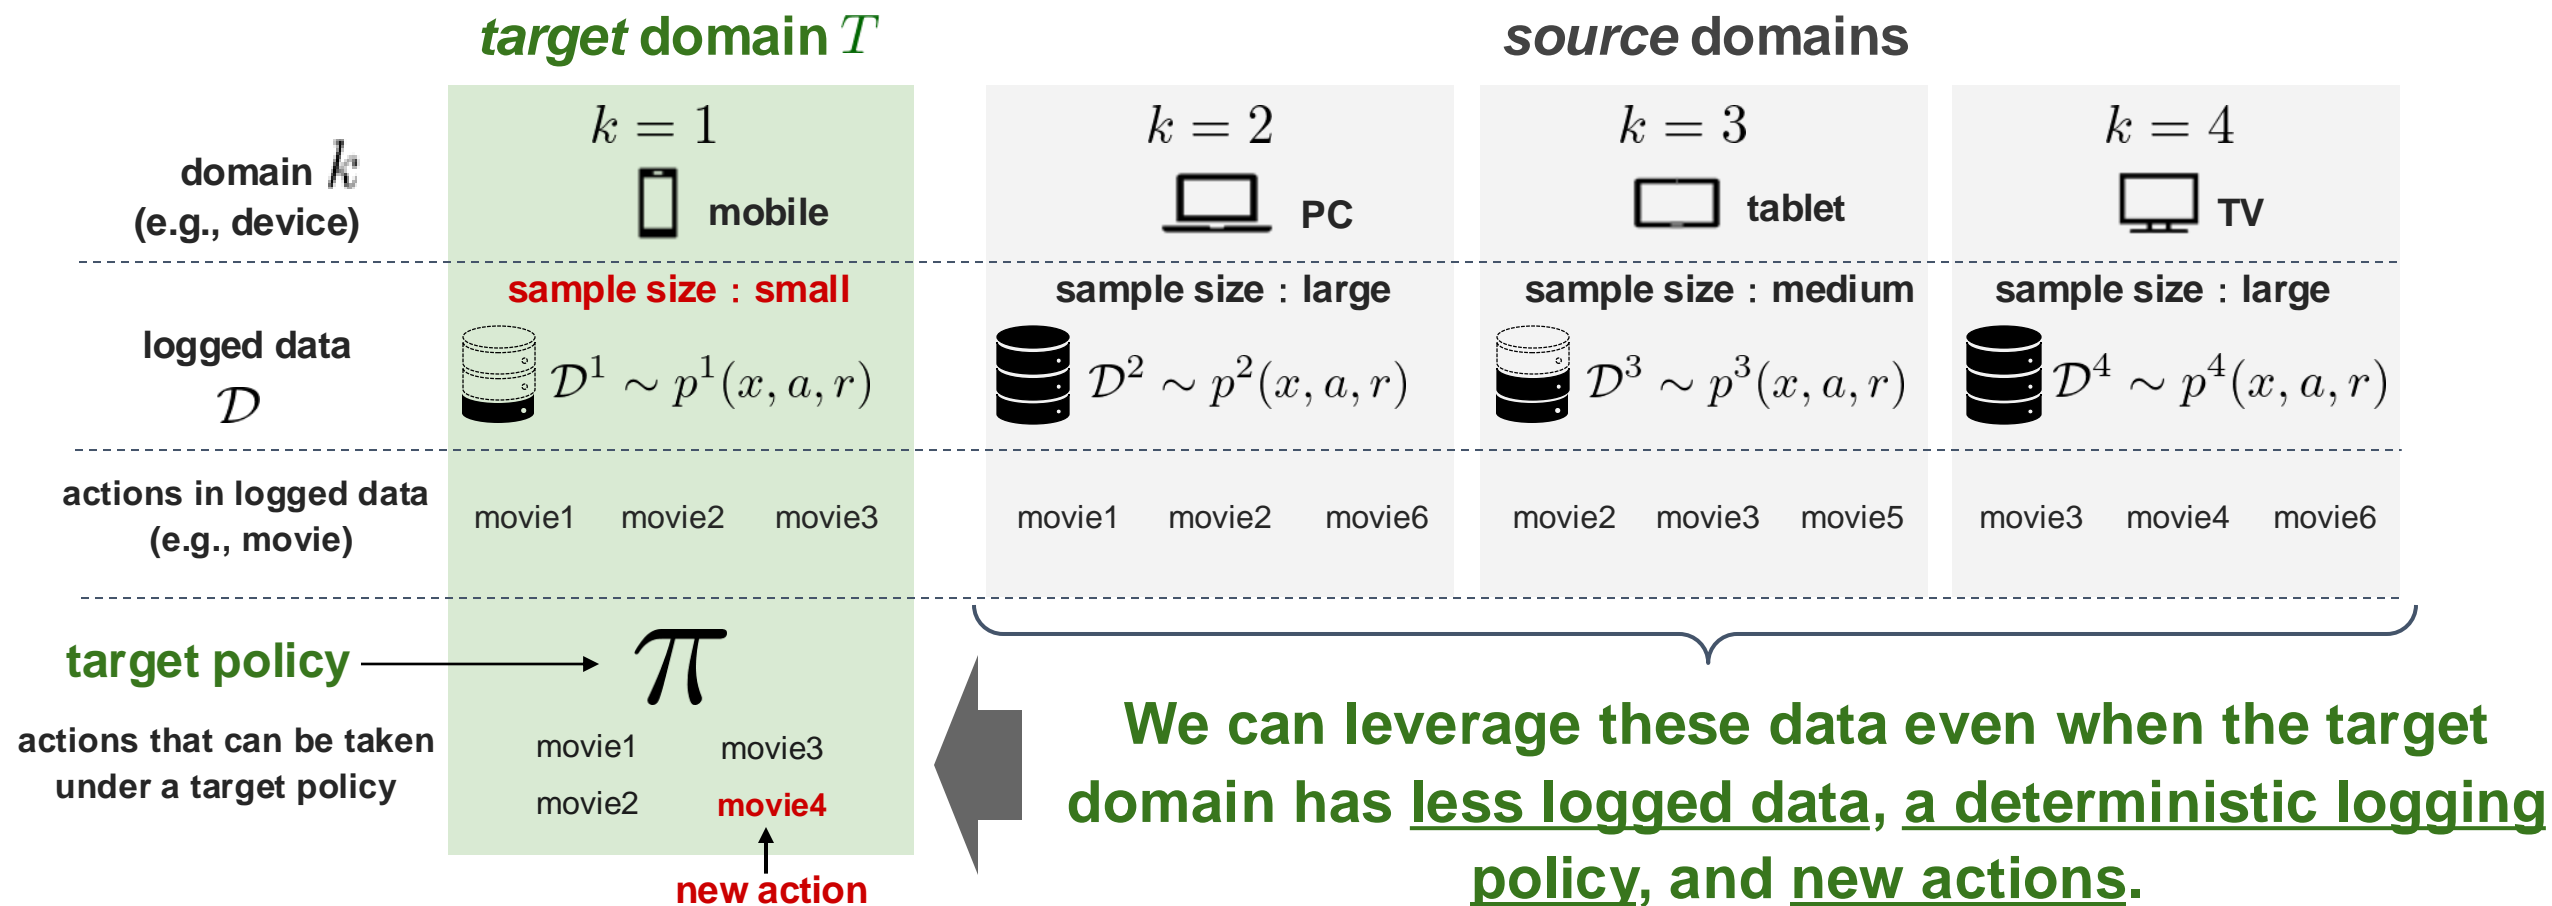 target domain T
source domains
domain k
(e.g., device)
k = 1
mobile
k = 2
PC
k = 3
tablet
k = 4
TV
logged data
𝒟
sample size : small
𝒟¹ ∼ p¹(x, a, r)
sample size : large
𝒟² ∼ p²(x, a, r)
sample size : medium
𝒟³ ∼ p³(x, a, r)
sample size : large
𝒟⁴ ∼ p⁴(x, a, r)
actions in logged data
(e.g., movie)
movie1 movie2 movie3
movie1 movie2 movie6
movie2 movie3 movie5
movie3 movie4 movie6
target policy
π
actions that can be taken
under a target policy
movie1 movie3
movie2 movie4
new action
We can leverage these data even when the target
domain has less logged data, a deterministic logging
policy, and new actions.